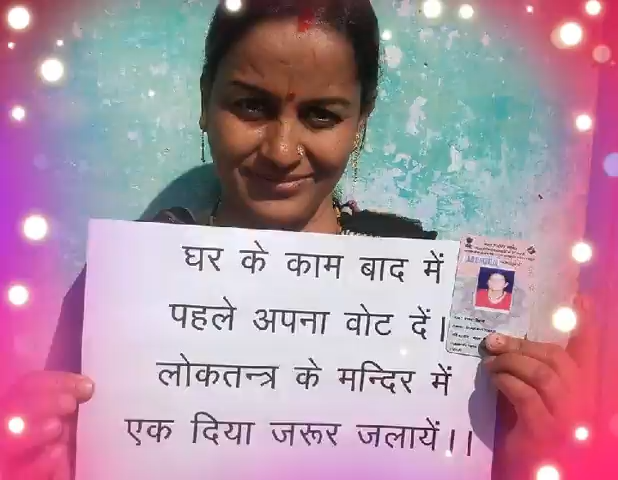 घर के काम बाद में
पहले अपना वोट दें।
लोकतन्त्र के मन्दिर में
एक दिया जरूर जलायें।।